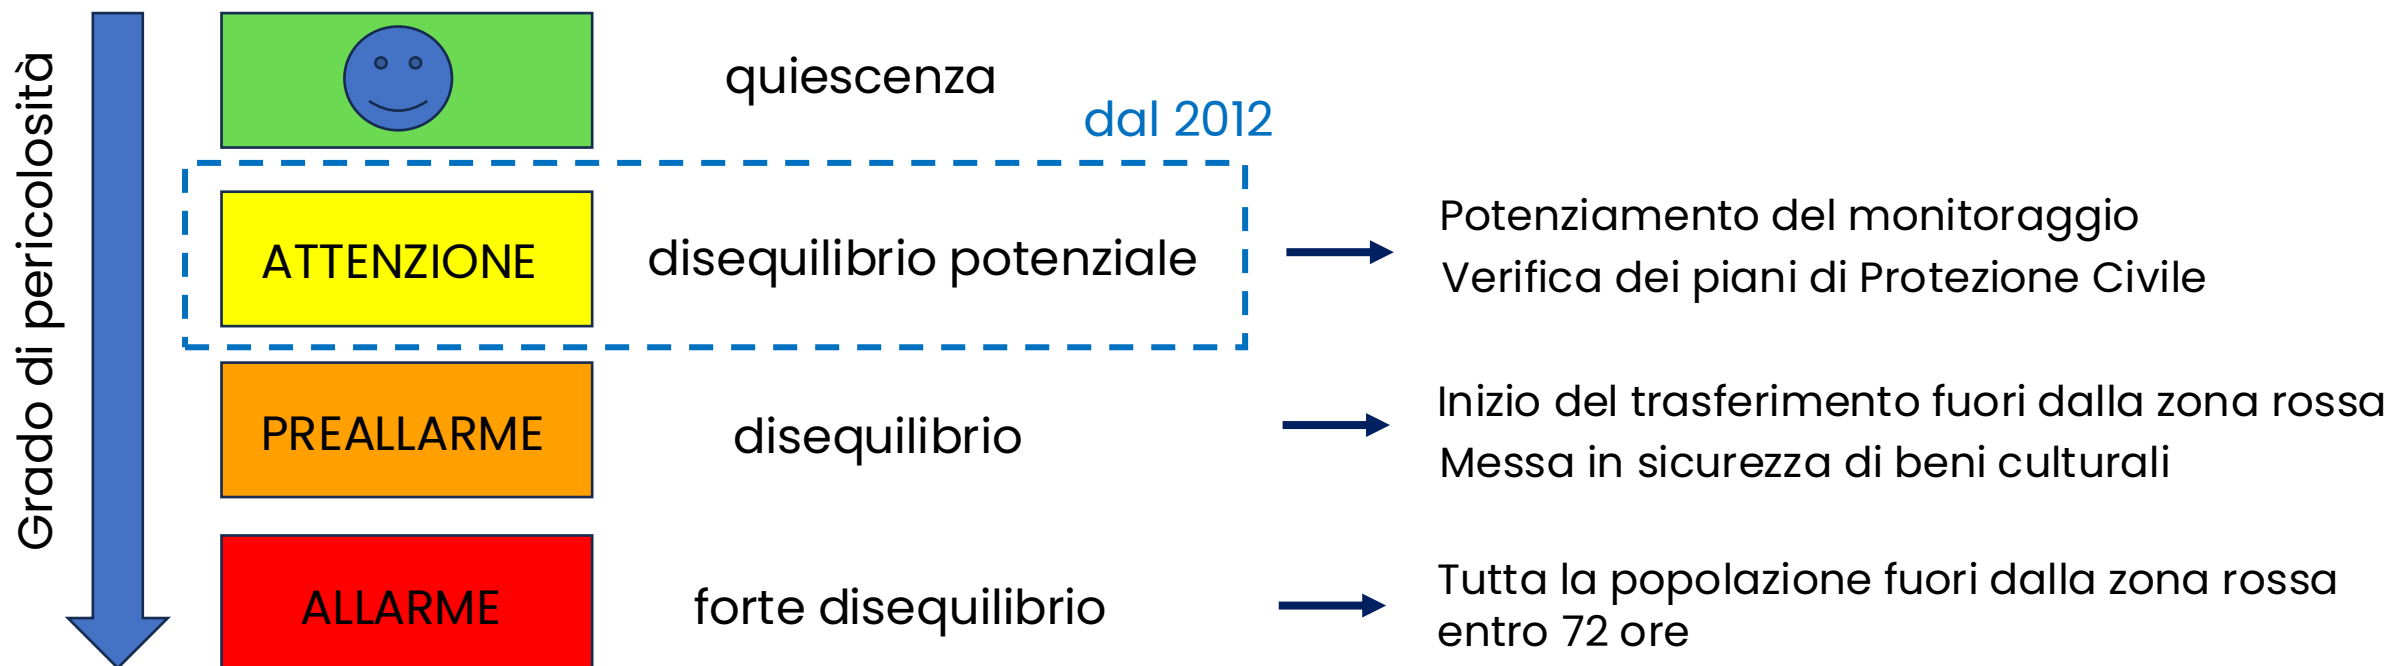 Grado di pericolosità
quiescenza
dal 2012
ATTENZIONE
disequilibrio potenziale
Potenziamento del monitoraggio
Verifica dei piani di Protezione Civile
PREALLARME
disequilibrio
Inizio del trasferimento fuori dalla zona rossa
Messa in sicurezza di beni culturali
ALLARME
forte disequilibrio
Tutta la popolazione fuori dalla zona rossa
entro 72 ore